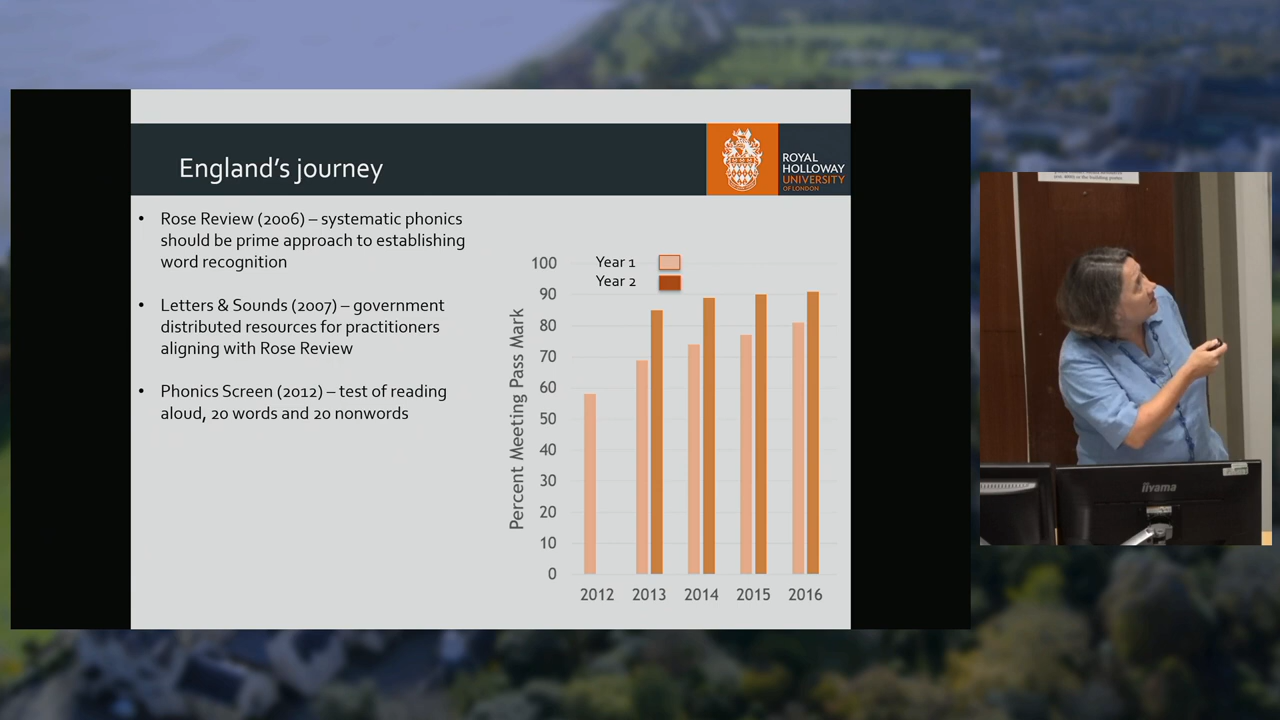 England's journey
ROYAL
HOLLOWAY
UNIVERSITY
OF LONDON
• Rose Review (2006) – systematic phonics
should be prime approach to establishing
word recognition
• Letters & Sounds (2007) – government
distributed resources for practitioners
aligning with Rose Review
• Phonics Screen (2012) – test of reading
aloud, 20 words and 20 nonwords
Percent Meeting Pass Mark
Year 1
Year 2
100
90
80
70
60
50
40
30
20
10
0
2012 2013 2014 2015 2016
iiyama